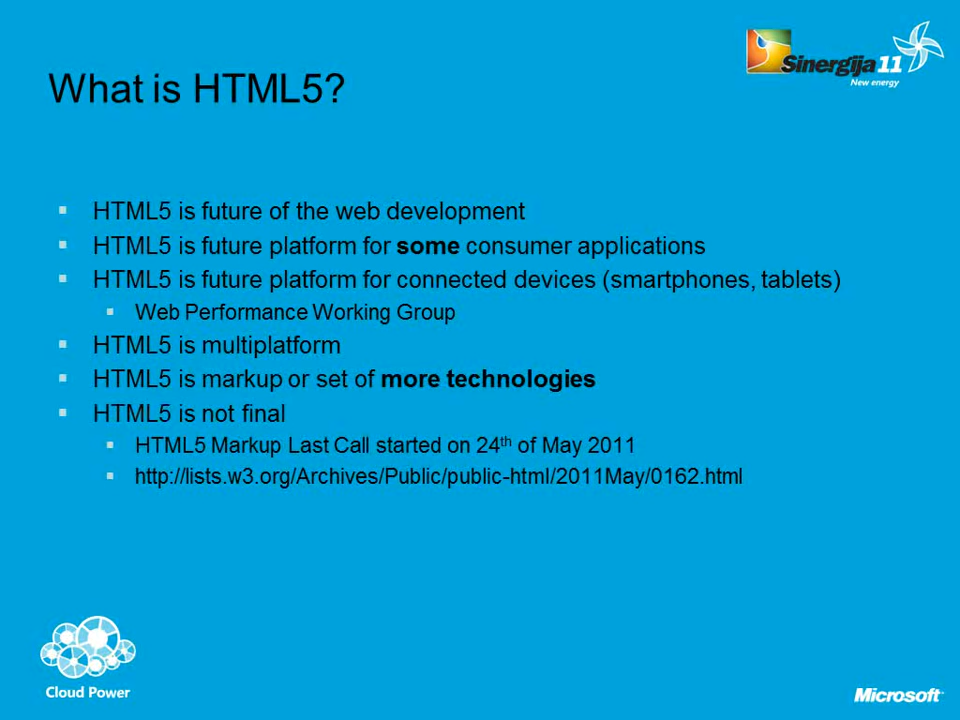 Sinergija 11
New energy
What is HTML5?
HTML5 is future of the web development
HTML5 is future platform for some consumer applications
HTML5 is future platform for connected devices (smartphones, tablets)
Web Performance Working Group
HTML5 is multiplatform
HTML5 is markup or set of more technologies
HTML5 is not final
HTML5 Markup Last Call started on 24th of May 2011
http://lists.w3.org/Archives/Public/public-html/2011May/0162.html
Cloud Power
Microsoft